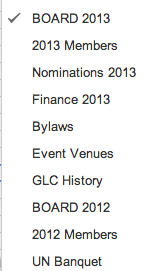 BOARD 2013
2013 Members
Nominations 2013
Finance 2013
Bylaws
Event Venues
GLC History
BOARD 2012
2012 Members
UN Banquet